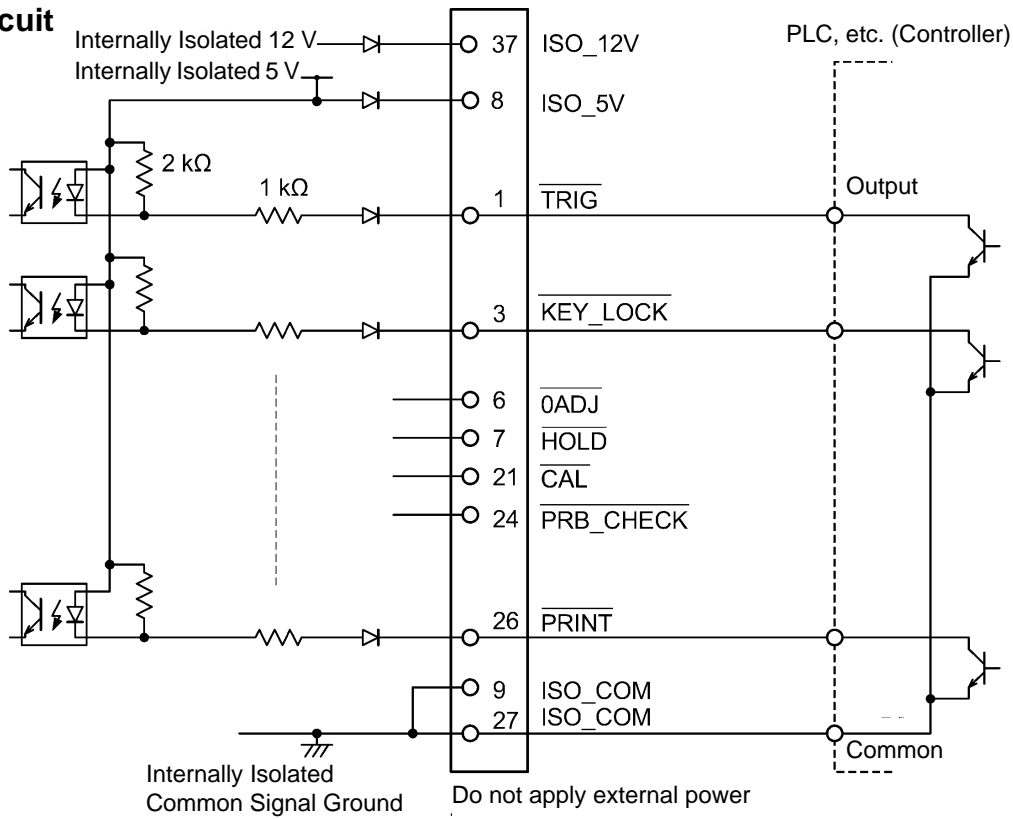 cuit
Internally Isolated 12 V
37 ISO_12V
PLC, etc. (Controller)
Internally Isolated 5 V
8 ISO_5V
2 kΩ
1 kΩ
1 TRIG
Output
3 KEY_LOCK
6 0ADJ
7 HOLD
21 CAL
24 PRB_CHECK
26 PRINT
9 ISO_COM
27 ISO_COM
Common
Internally Isolated
Common Signal Ground
Do not apply external power